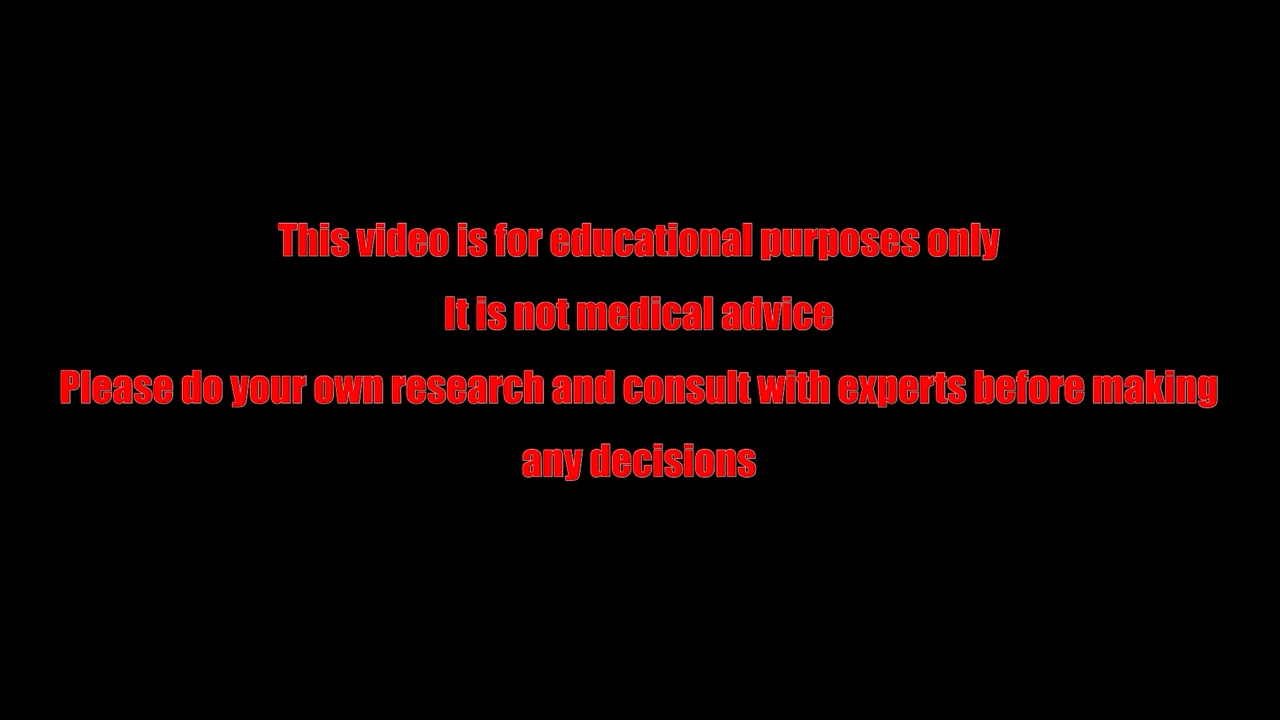 This video is for educational purposes only
It is not medical advice
Please do your own research and consult with experts before making
any decisions